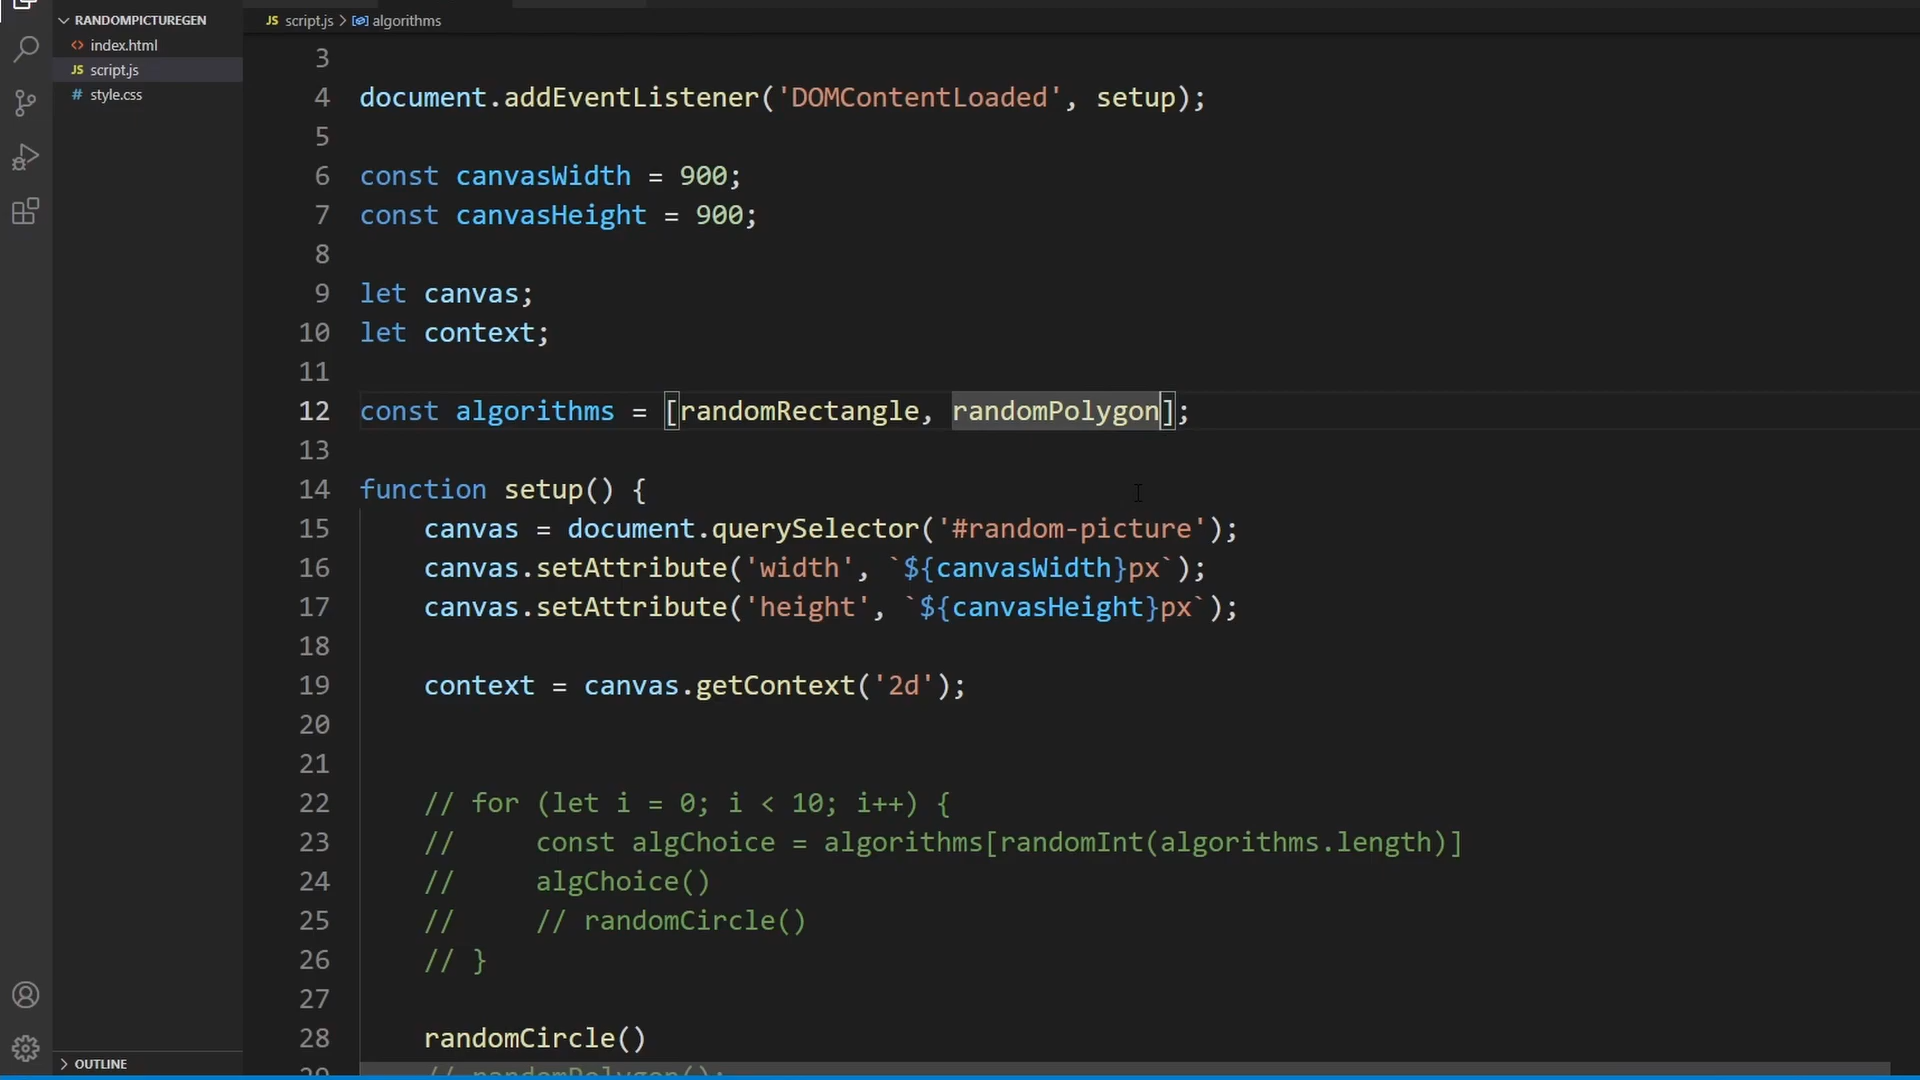 RANDOMPICTUREGEN
<> index.html
JS script.js
# style.css
OUTLINE
JS script.js > algorithms
3
4 document.addEventListener('DOMContentLoaded', setup);
5
6 const canvasWidth = 900;
7 const canvasHeight = 900;
8
9 let canvas;
10 let context;
11
12 const algorithms = [randomRectangle, randomPolygon];
13
14 function setup() {
15 canvas = document.querySelector('#random-picture');
16 canvas.setAttribute('width', `${canvasWidth}px`);
17 canvas.setAttribute('height', `${canvasHeight}px`);
18
19 context = canvas.getContext('2d');
20
21
22 // for (let i = 0; i < 10; i++) {
23 // const algChoice = algorithms[randomInt(algorithms.length)]
24 // algChoice()
25 // // randomCircle()
26 // }
27
28 randomCircle()
29 // randomPolygon();